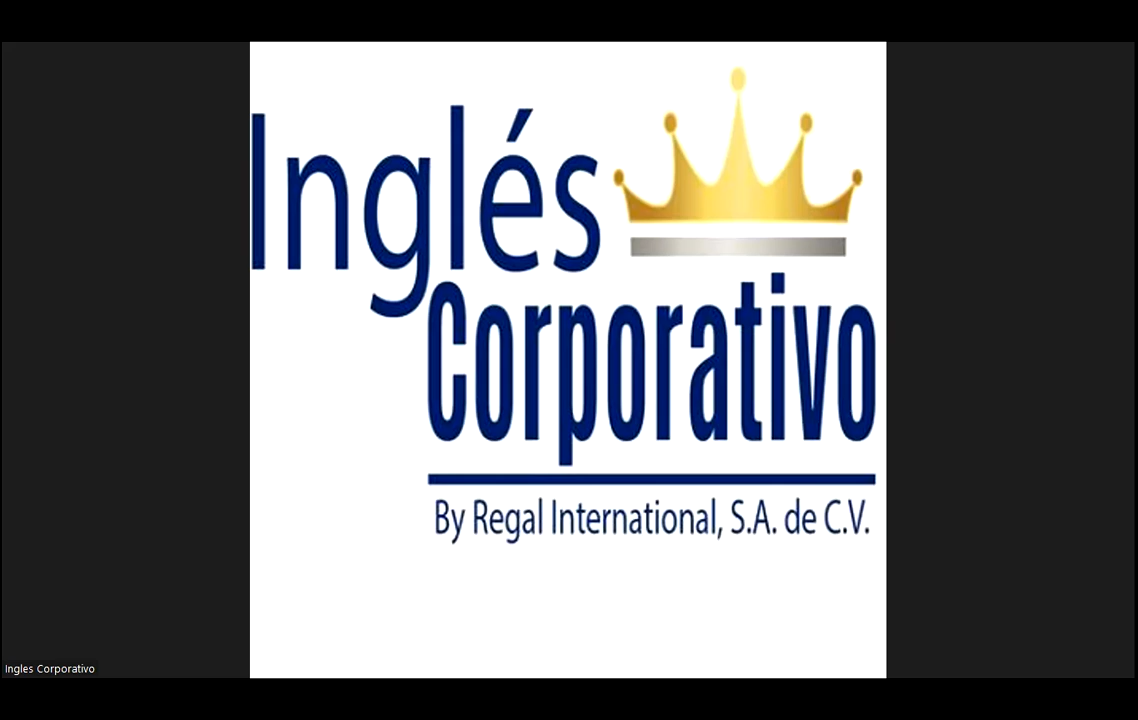 Inglés
Corporativo
By Regal International, S.A. de C.V.
Ingles Corporativo